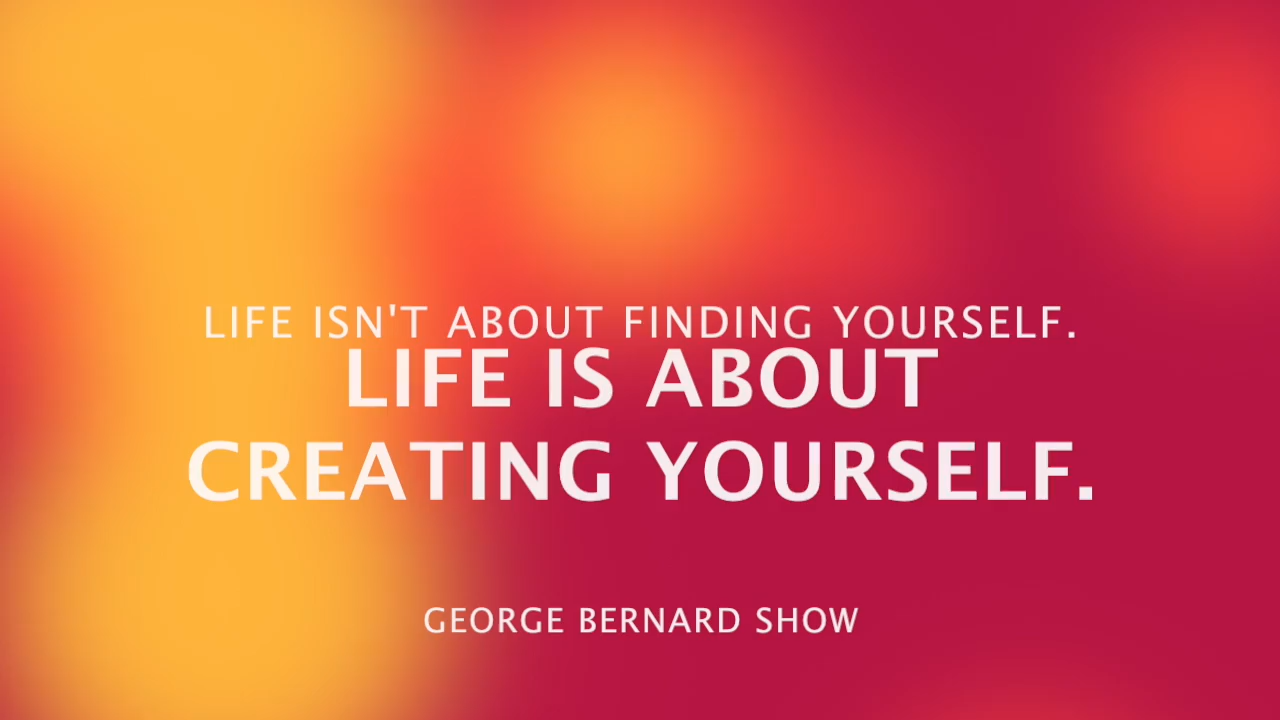 LIFE ISN'T ABOUT FINDING YOURSELF.
LIFE IS ABOUT
CREATING YOURSELF.
GEORGE BERNARD SHOW